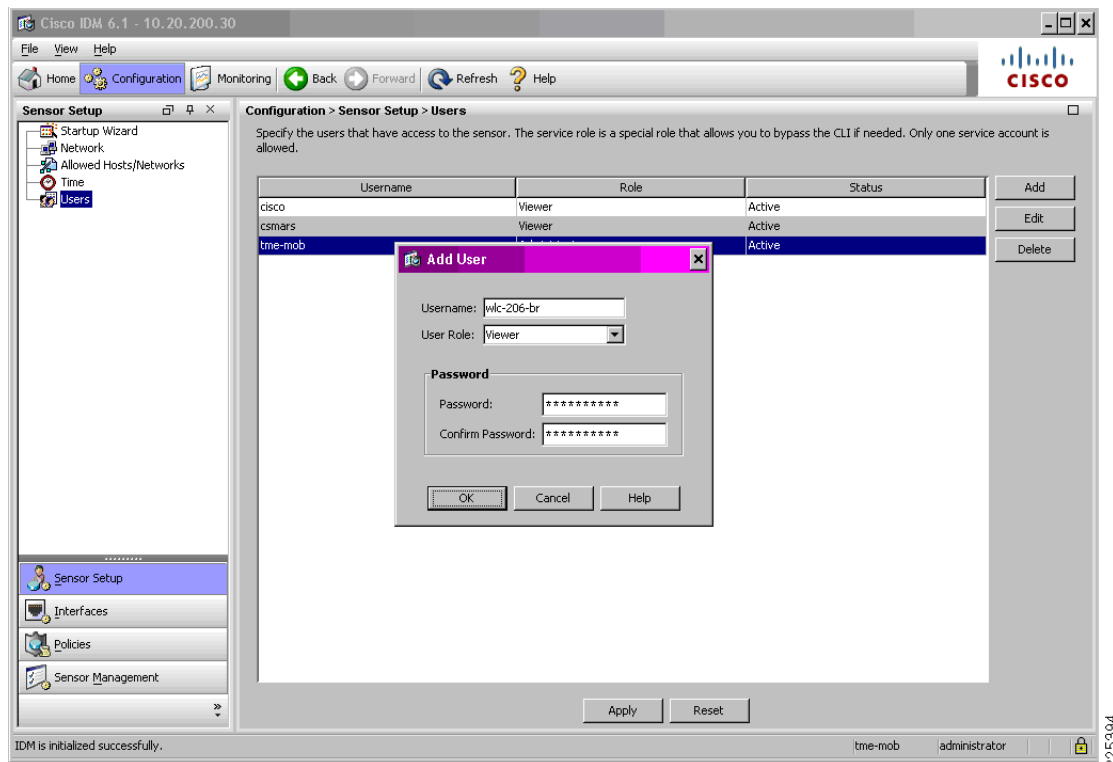 Cisco IDM 6.1 - 10.20.200.30
File View Help
Home Configuration Monitoring Back Forward Refresh Help
CISCO
Sensor Setup
Startup Wizard
Network
Allowed Hosts/Networks
Time
Users
Sensor Setup
Interfaces
Policies
Sensor Management
Configuration > Sensor Setup > Users
Specify the users that have access to the sensor. The service role is a special role that allows you to bypass the CLI if needed. Only one service account is
allowed.
Username Role Status
cisco Viewer Active
csmars Viewer Active
tme-mob Active
Add
Edit
Delete
Add User
Username: wlc-206-br
User Role: Viewer
Password
Password: **********
Confirm Password: **********
OK Cancel Help
Apply Reset
IDM is initialized successfully. tme-mob administrator
225394